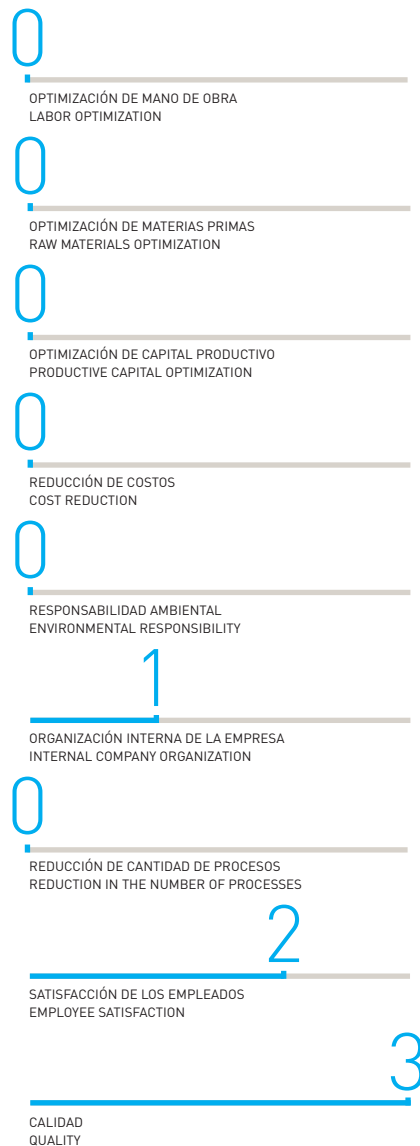 0
OPTIMIZACIÓN DE MANO DE OBRA
LABOR OPTIMIZATION
0
OPTIMIZACIÓN DE MATERIAS PRIMAS
RAW MATERIALS OPTIMIZATION
0
OPTIMIZACIÓN DE CAPITAL PRODUCTIVO
PRODUCTIVE CAPITAL OPTIMIZATION
0
REDUCCIÓN DE COSTOS
COST REDUCTION
0
RESPONSABILIDAD AMBIENTAL
ENVIRONMENTAL RESPONSIBILITY
1
ORGANIZACIÓN INTERNA DE LA EMPRESA
INTERNAL COMPANY ORGANIZATION
0
REDUCCIÓN DE CANTIDAD DE PROCESOS
REDUCTION IN THE NUMBER OF PROCESSES
2
SATISFACCIÓN DE LOS EMPLEADOS
EMPLOYEE SATISFACTION
3
CALIDAD
QUALITY